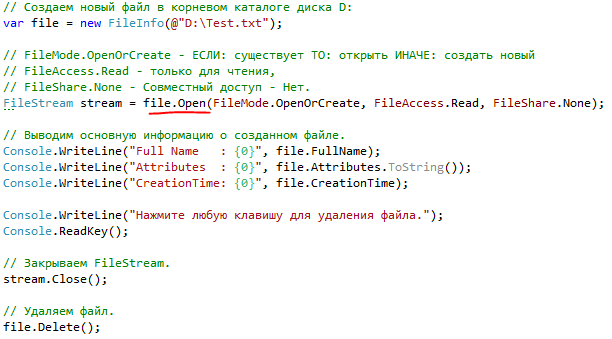 // Создаем новый файл в корневом каталоге диска D:
var file = new FileInfo(@"D:\Test.txt");
// FileMode.OpenOrCreate - ЕСЛИ: существует ТО: открыть ИНАЧЕ: создать новый
// FileAccess.Read - только для чтения,
// FileShare.None - Совместный доступ - Нет.
FileStream stream = file.Open(FileMode.OpenOrCreate, FileAccess.Read, FileShare.None);
// Выводим основную информацию о созданном файле.
Console.WriteLine("Full Name   : {0}", file.FullName);
Console.WriteLine("Attributes  : {0}", file.Attributes.ToString());
Console.WriteLine("CreationTime: {0}", file.CreationTime);
Console.WriteLine("Нажмите любую клавишу для удаления файла.");
Console.ReadKey();
// Закрываем FileStream.
stream.Close();
// Удаляем файл.
file.Delete();